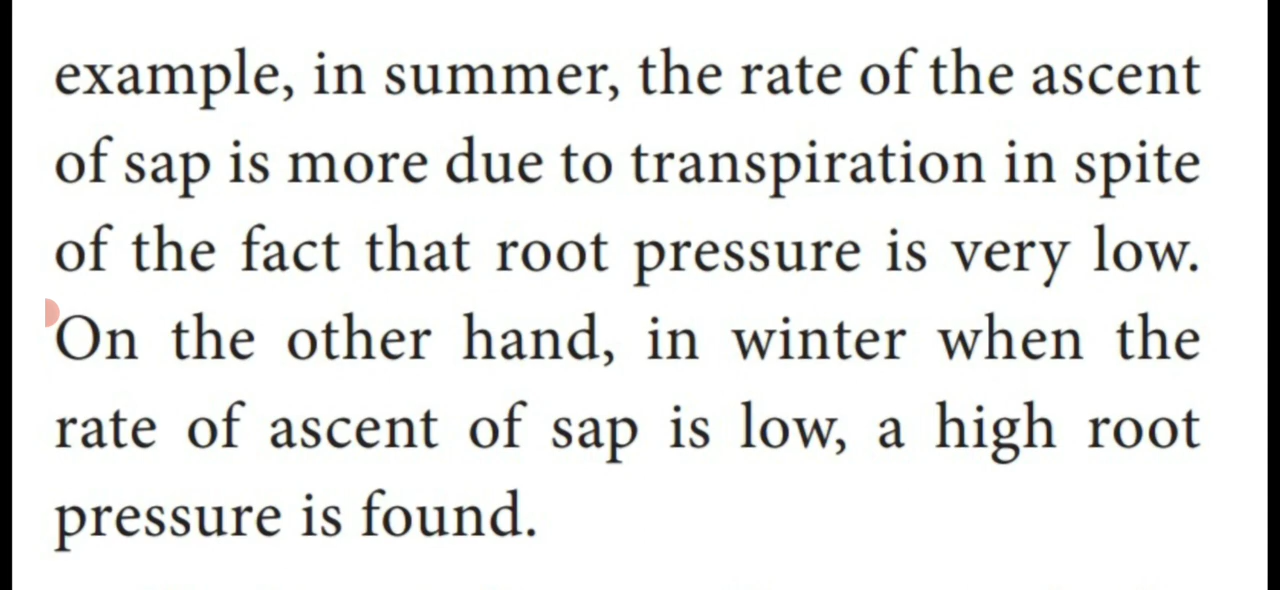 example, in summer, the rate of the ascent
of sap is more due to transpiration in spite
of the fact that root pressure is very low.
On the other hand, in winter when the
rate of ascent of sap is low, a high root
pressure is found.